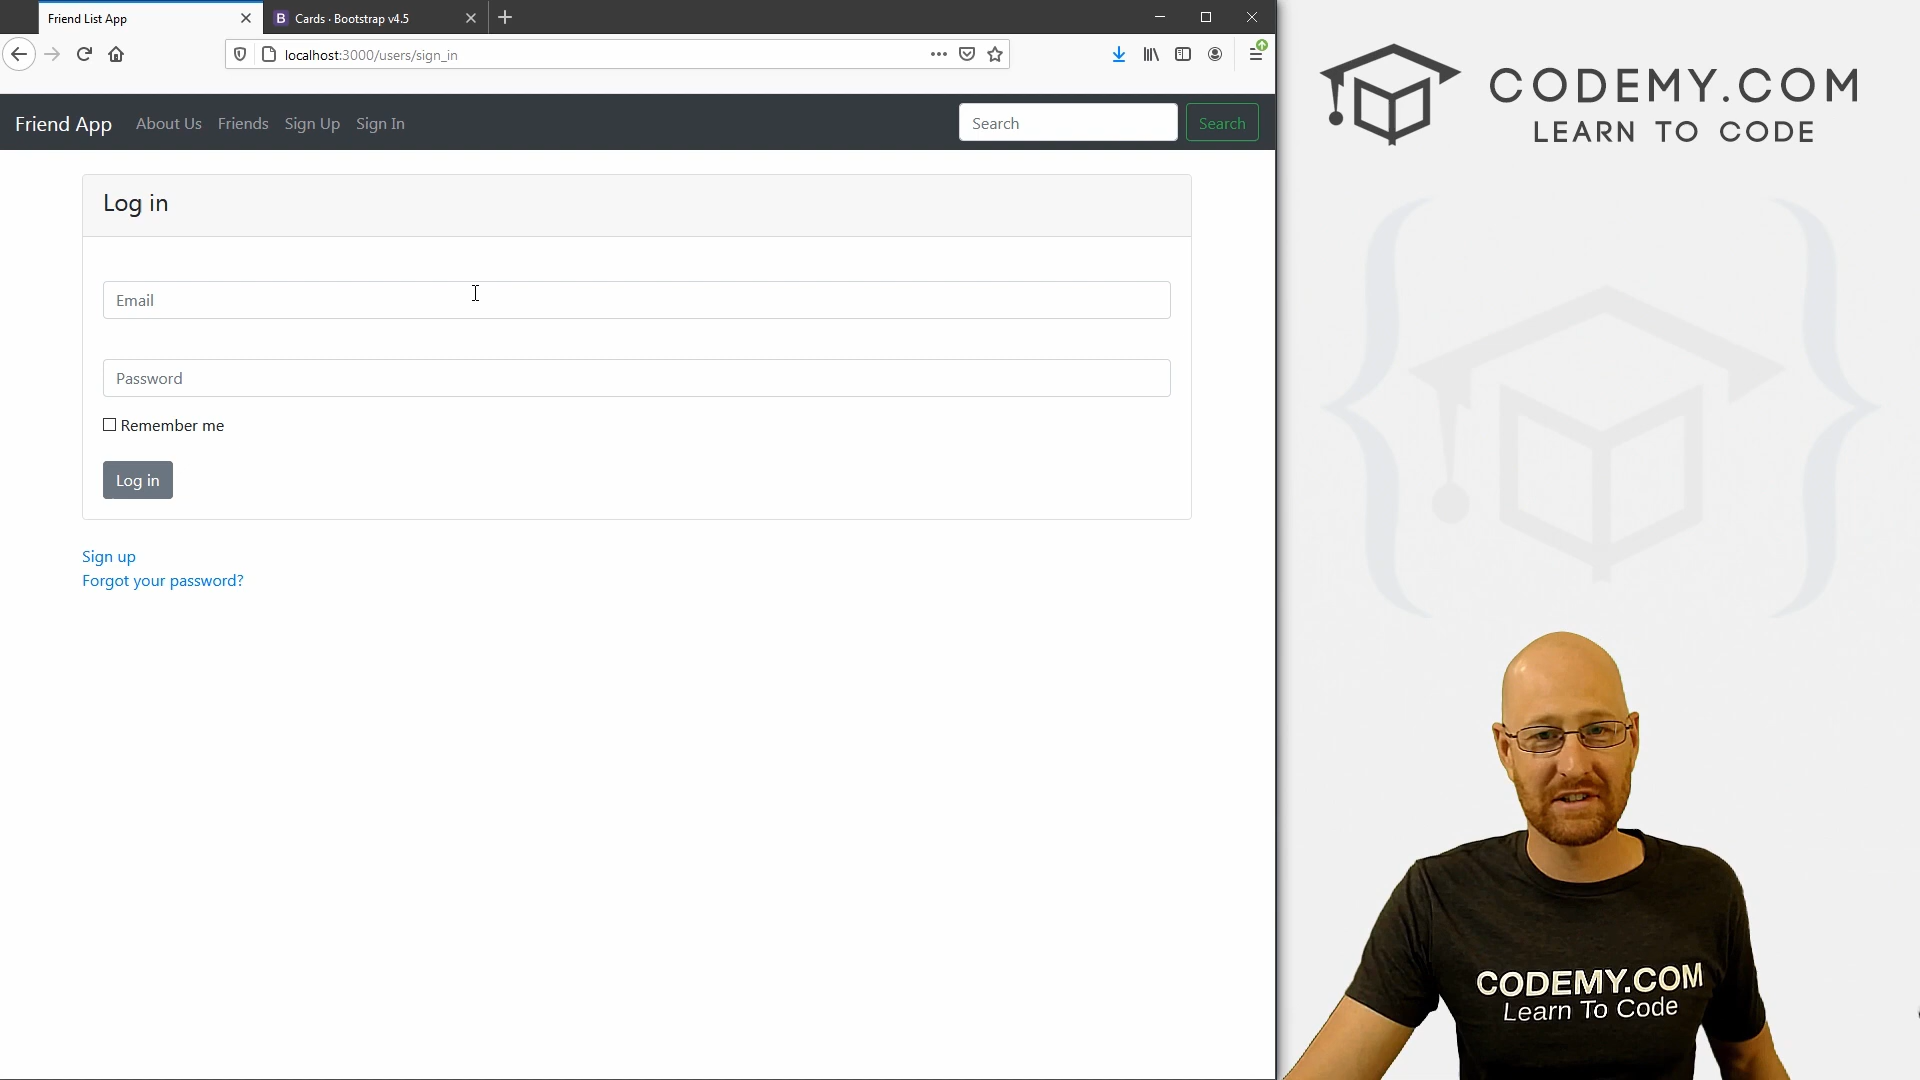 Friend List App
B Cards · Bootstrap v4.5
localhost:3000/users/sign_in
Friend App About Us Friends Sign Up Sign In Search Search
Log in
Email
Password
Remember me
Log in
Sign up
Forgot your password?
CODEMY.COM
LEARN TO CODE
CODEMY.COM
Learn To Code